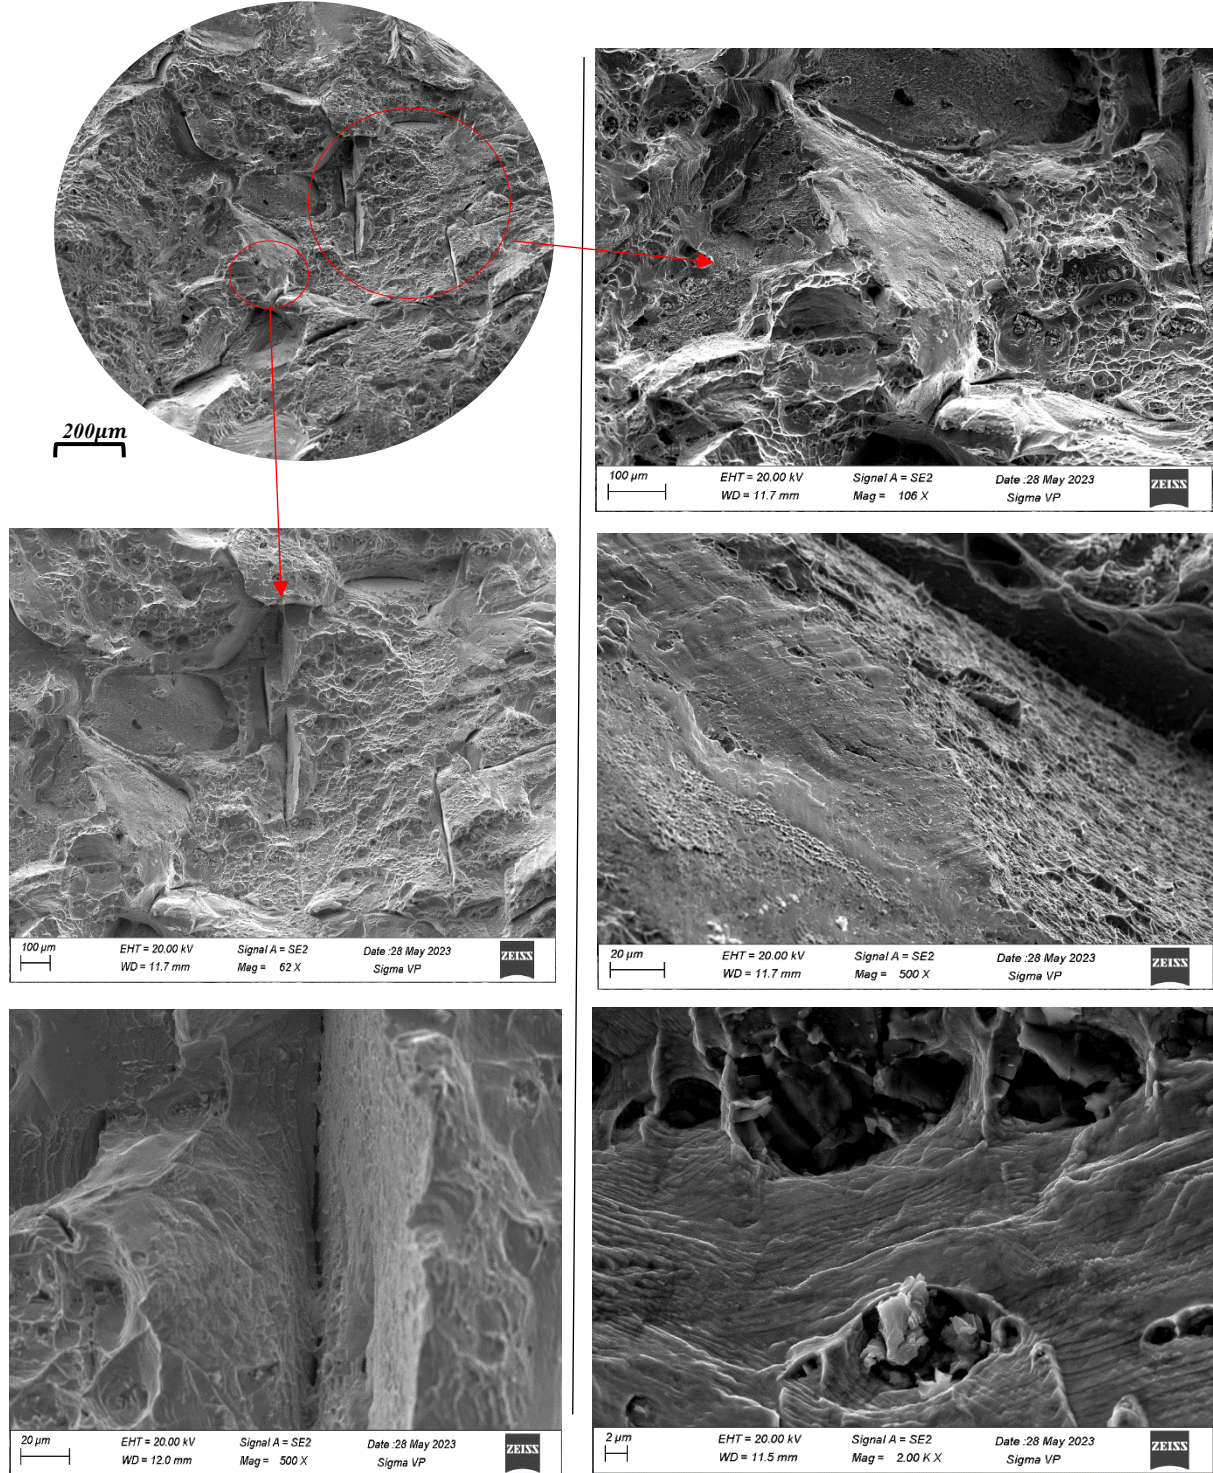 200μm
100 µm
EHT = 20.00 kV
Signal A = SE2
Date :28 May 2023
WD = 11.7 mm
Mag = 106 X
Sigma VP
ZEISS
100 µm
EHT = 20.00 kV
Signal A = SE2
Date :28 May 2023
WD = 11.7 mm
Mag = 62 X
Sigma VP
ZEISS
20 µm
EHT = 20.00 kV
Signal A = SE2
Date :28 May 2023
WD = 11.7 mm
Mag = 500 X
Sigma VP
ZEISS
20 µm
EHT = 20.00 kV
Signal A = SE2
Date :28 May 2023
WD = 12.0 mm
Mag = 500 X
Sigma VP
ZEISS
2 µm
EHT = 20.00 kV
Signal A = SE2
Date :28 May 2023
WD = 11.5 mm
Mag = 2.00 K X
Sigma VP
ZEISS